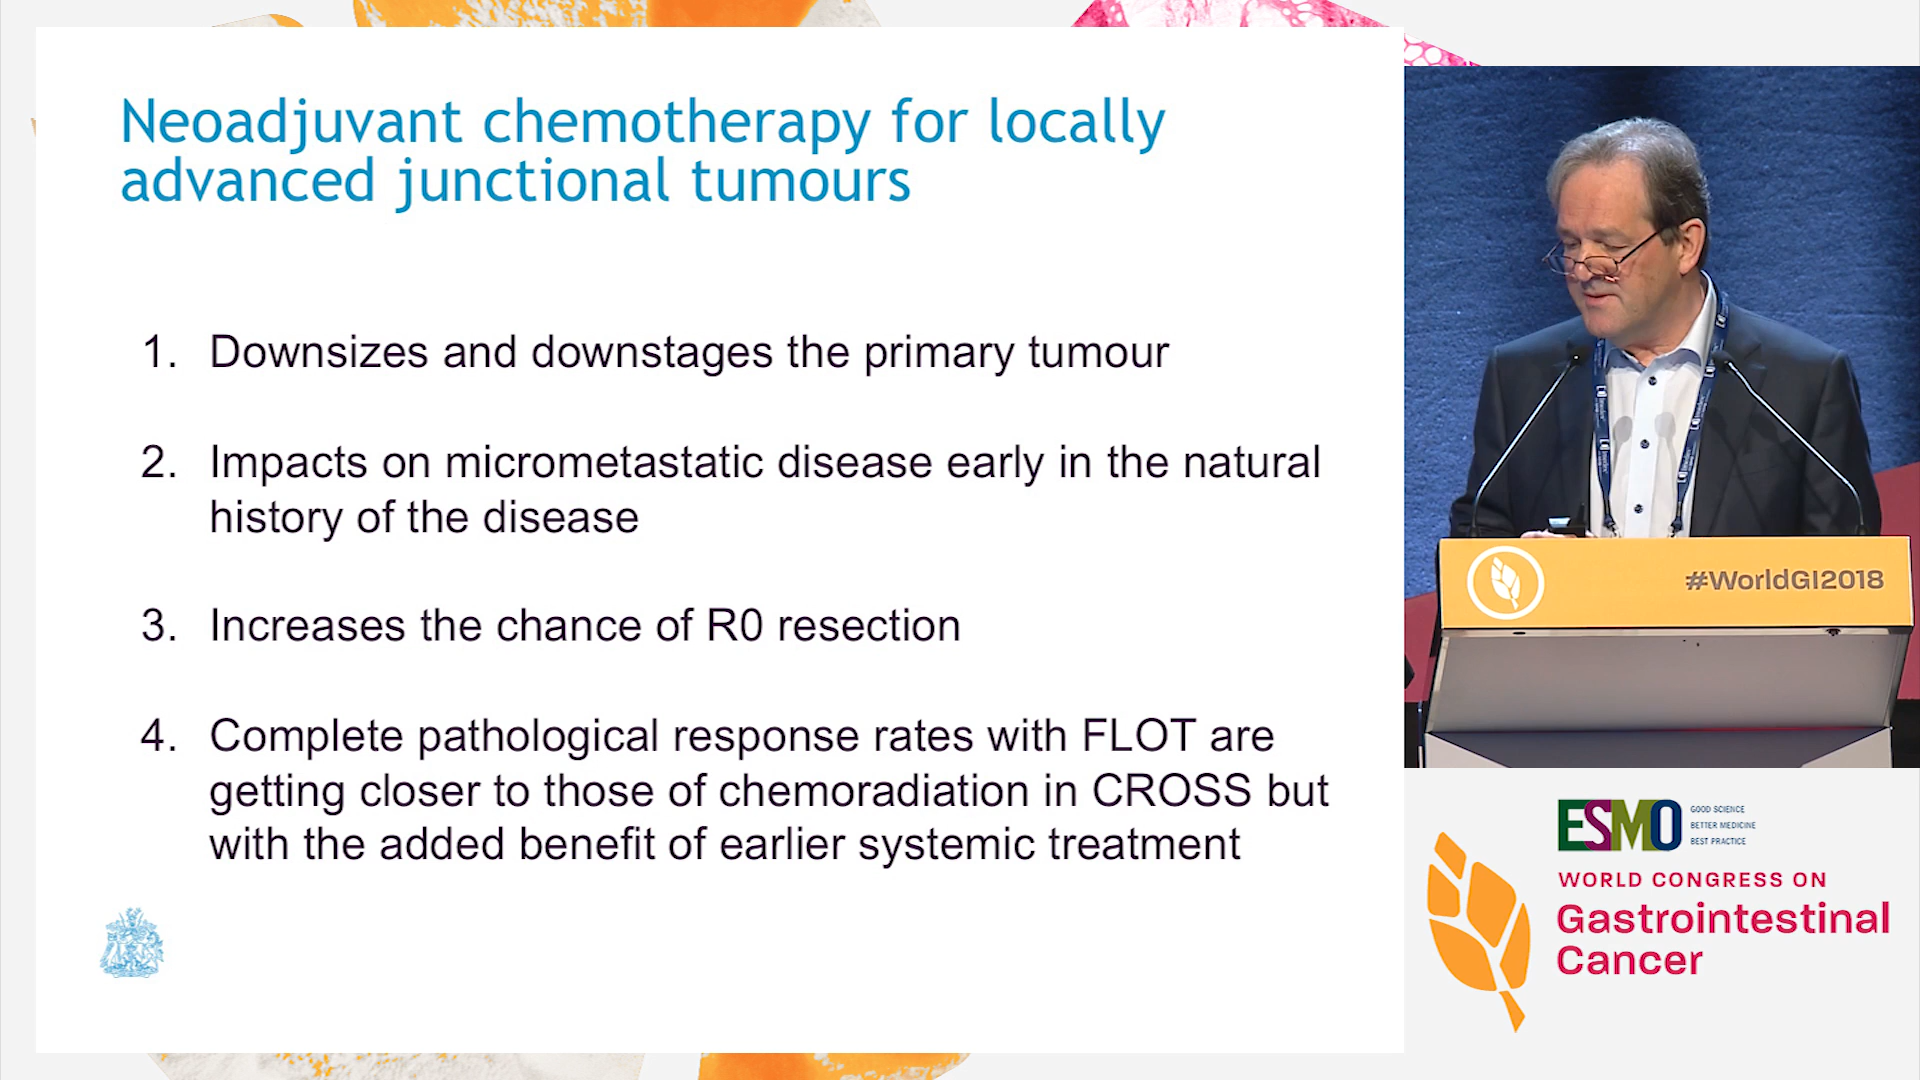 Neoadjuvant chemotherapy for locally
advanced junctional tumours
1. Downsizes and downstages the primary tumour
2. Impacts on micrometastatic disease early in the natural
history of the disease
3. Increases the chance of R0 resection
4. Complete pathological response rates with FLOT are
getting closer to those of chemoradiation in CROSS but
with the added benefit of earlier systemic treatment
#WorldGI2018
ESMO
GOOD SCIENCE
BETTER MEDICINE
BEST PRACTICE
WORLD CONGRESS ON
Gastrointestinal
Cancer